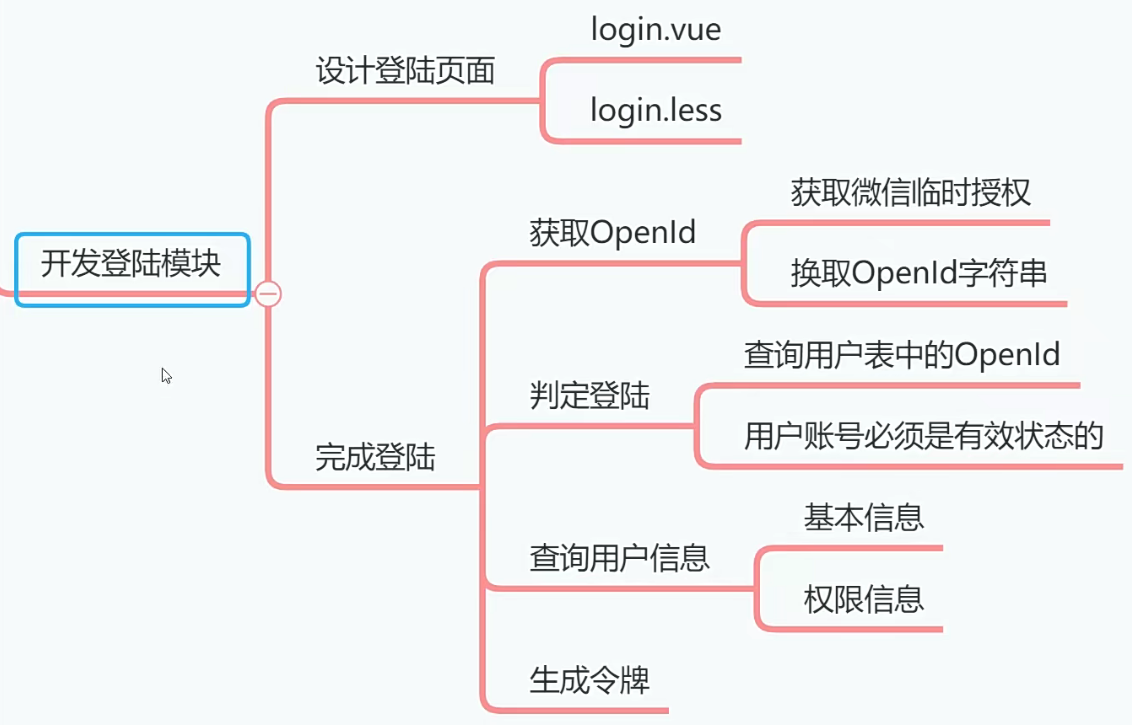 开发登陆模块
设计登陆页面
login.vue
login.less
完成登陆
获取OpenId
获取微信临时授权
换取OpenId字符串
判定登陆
查询用户表中的OpenId
用户账号必须是有效状态的
查询用户信息
基本信息
权限信息
生成令牌